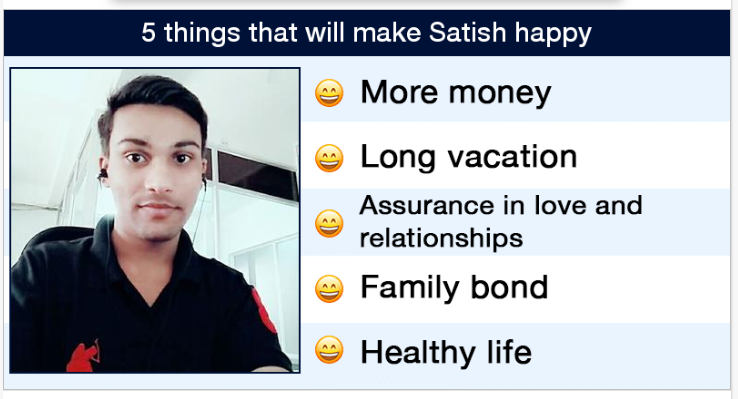 5 things that will make Satish happy
More money
Long vacation
Assurance in love and
relationships
Family bond
Healthy life